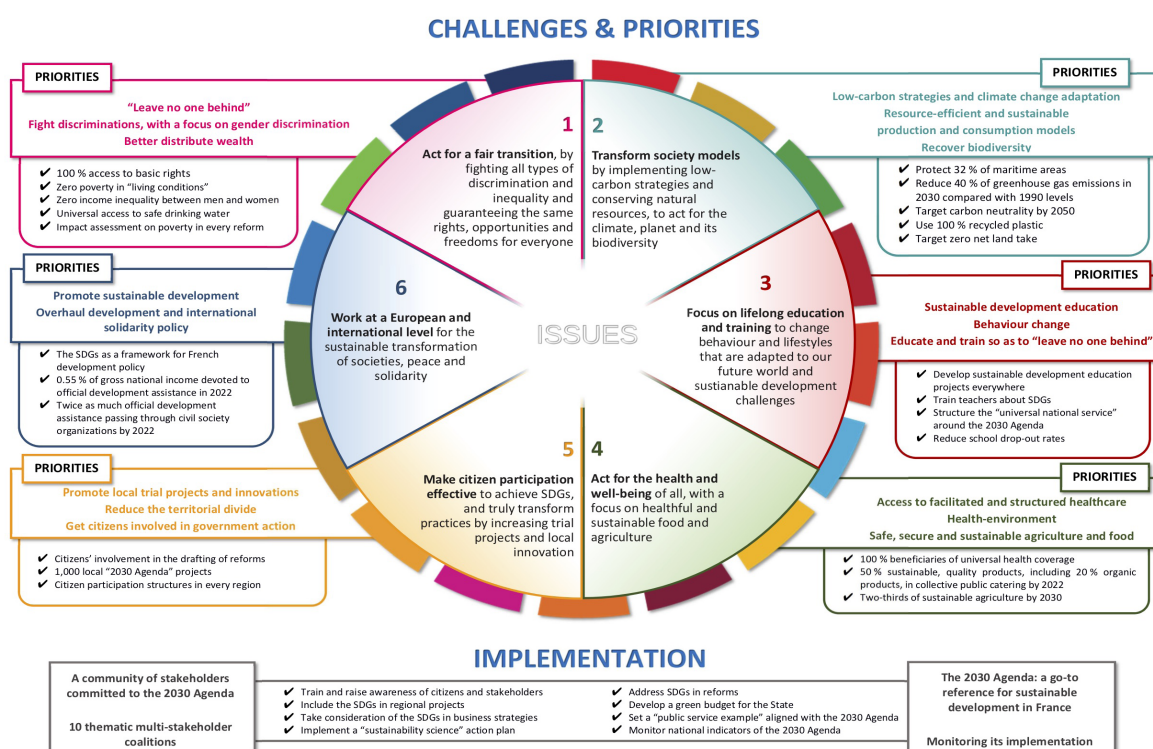 CHALLENGES & PRIORITIES
PRIORITIES
“Leave no one behind”
Fight discriminations, with a focus on gender discrimination
Better distribute wealth
✔ 100 % access to basic rights
✔ Zero poverty in “living conditions”
✔ Zero income inequality between men and women
✔ Universal access to safe drinking water
✔ Impact assessment on poverty in every reform
1
Act for a fair transition, by
fighting all types of
discrimination and
inequality and
guaranteeing the same
rights, opportunities and
freedoms for everyone
2
Transform society models
by implementing low-
carbon strategies and
conserving natural
resources, to act for the
climate, planet and its
biodiversity
PRIORITIES
Low-carbon strategies and climate change adaptation
Resource-efficient and sustainable
production and consumption models
Recover biodiversity
✔ Protect 32 % of maritime areas
✔ Reduce 40 % of greenhouse gas emissions in
2030 compared with 1990 levels
✔ Target carbon neutrality by 2050
✔ Use 100 % recycled plastic
✔ Target zero net land take
PRIORITIES
Promote sustainable development
Overhaul development and international
solidarity policy
✔ The SDGs as a framework for French
development policy
✔ 0.55 % of gross national income devoted to
official development assistance in 2022
✔ Twice as much official development
assistance passing through civil society
organizations by 2022
6
Work at a European and
international level for the
sustainable transformation
of societies, peace and
solidarity
ISSUES
3
Focus on lifelong education
and training to change
behaviour and lifestyles
that are adapted to our
future world and
sustianable development
challenges
PRIORITIES
Sustainable development education
Behaviour change
Educate and train so as to “leave no one behind”
✔ Develop sustainable development education
projects everywhere
✔ Train teachers about SDGs
✔ Structure the “universal national service”
around the 2030 Agenda
✔ Reduce school drop-out rates
PRIORITIES
Promote local trial projects and innovations
Reduce the territorial divide
Get citizens involved in government action
✔ Citizens’ involvement in the drafting of reforms
✔ 1,000 local “2030 Agenda” projects
✔ Citizen participation structures in every region
5
Make citizen participation
effective to achieve SDGs,
and truly transform
practices by increasing trial
projects and local
innovation
4
Act for the health and
well-being of all, with a
focus on healthful and
sustainable food and
agriculture
PRIORITIES
Access to facilitated and structured healthcare
Health-environment
Safe, secure and sustainable agriculture and food
✔ 100 % beneficiaries of universal health coverage
✔ 50 % sustainable, quality products, including 20 % organic
products, in collective public catering by 2022
✔ Two-thirds of sustainable agriculture by 2030
IMPLEMENTATION
A community of stakeholders
committed to the 2030 Agenda
10 thematic multi-stakeholder
coalitions
✔ Train and raise awareness of citizens and stakeholders
✔ Include the SDGs in regional projects
✔ Take consideration of the SDGs in business strategies
✔ Implement a “sustainability science” action plan
✔ Address SDGs in reforms
✔ Develop a green budget for the State
✔ Set a “public service example” aligned with the 2030 Agenda
✔ Monitor national indicators of the 2030 Agenda
The 2030 Agenda: a go-to
reference for sustainable
development in France
Monitoring its implementation